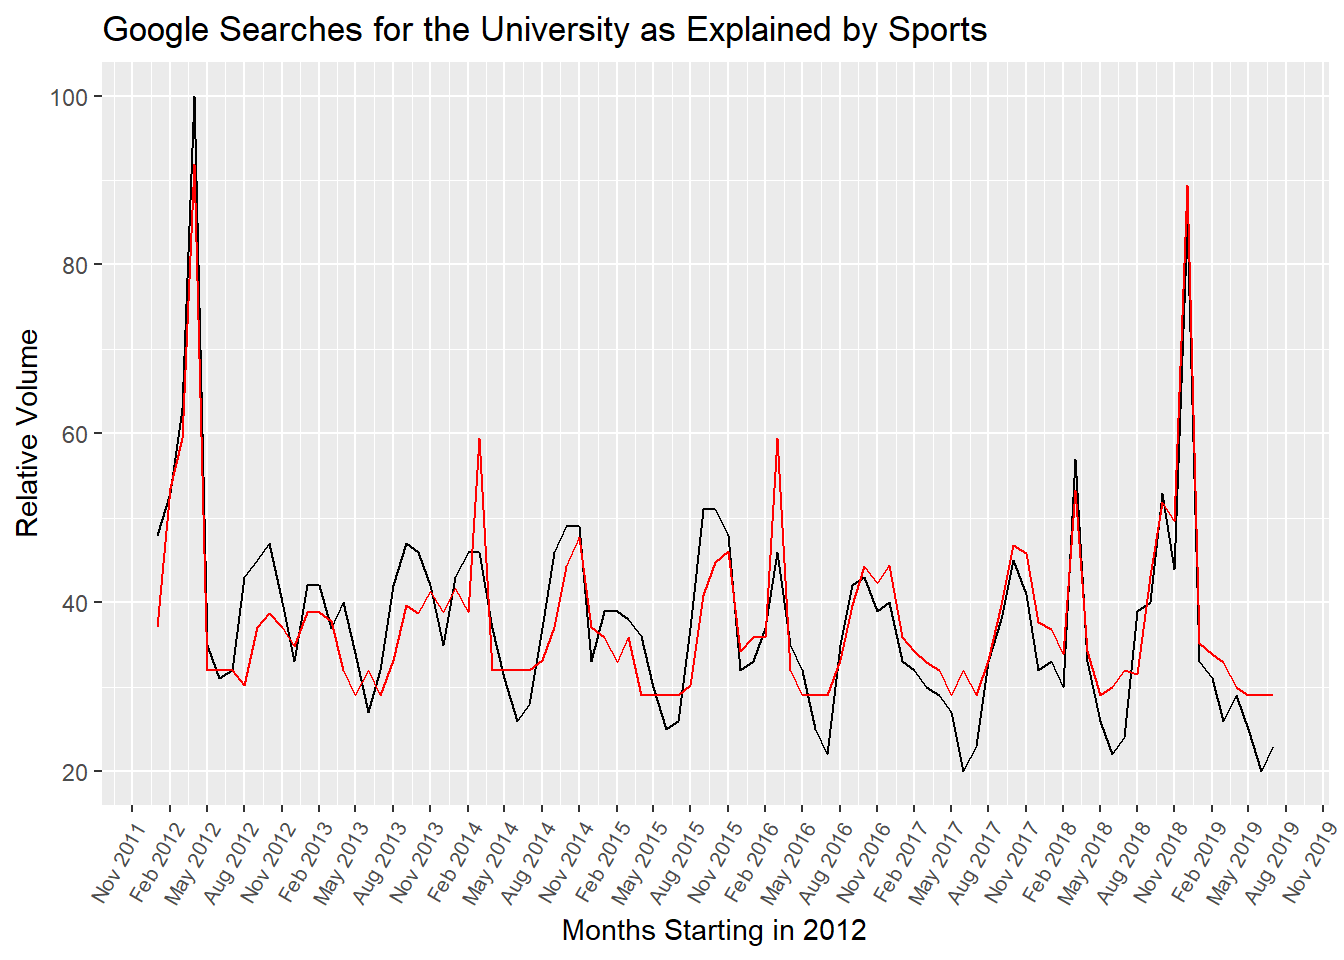 Google Searches for the University as Explained by Sports
Relative Volume
100
80
60
40
20
Nov 2011
Feb 2012
May 2012
Aug 2012
Nov 2012
Feb 2013
May 2013
Aug 2013
Nov 2013
Feb 2014
May 2014
Aug 2014
Nov 2014
Feb 2015
May 2015
Aug 2015
Nov 2015
Feb 2016
May 2016
Aug 2016
Nov 2016
Feb 2017
May 2017
Aug 2017
Nov 2017
Feb 2018
May 2018
Aug 2018
Nov 2018
Feb 2019
May 2019
Aug 2019
Nov 2019
Months Starting in 2012